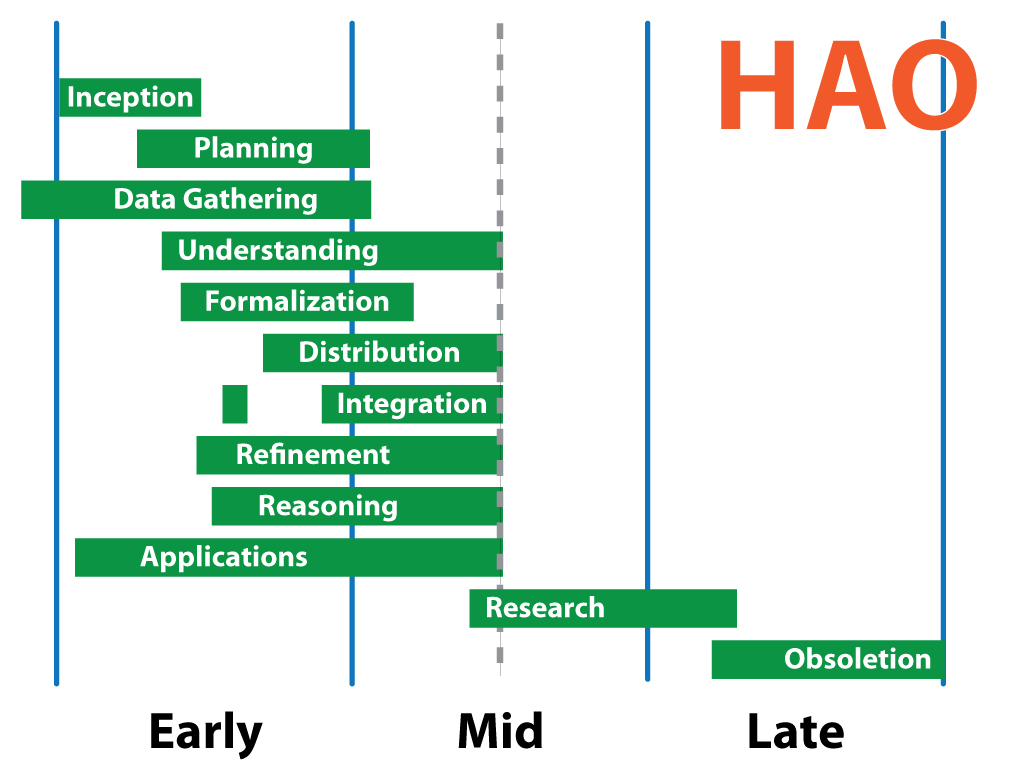 HAO
Inception
Planning
Data Gathering
Understanding
Formalization
Distribution
Integration
Refinement
Reasoning
Applications
Research
Obsoletion
Early Mid Late